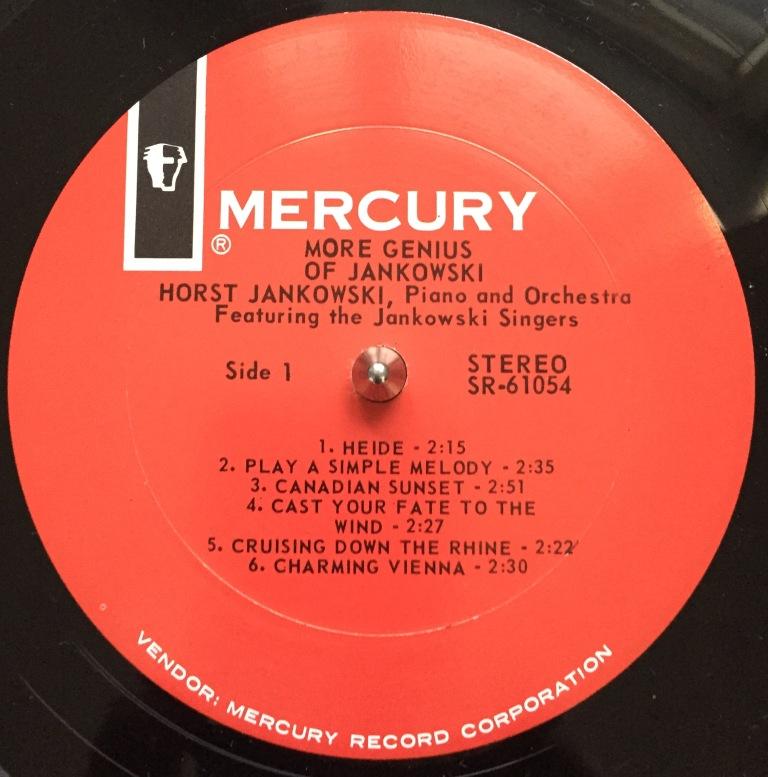 MERCURY
®
MORE GENIUS
OF JANKOWSKI
HORST JANKOWSKI, Piano and Orchestra
Featuring the Jankowski Singers
Side 1
STEREO
SR-61054
1. HEIDE - 2:15
2. PLAY A SIMPLE MELODY - 2:35
3. CANADIAN SUNSET - 2:51
4. CAST YOUR FATE TO THE
WIND - 2:27
5. CRUISING DOWN THE RHINE - 2:22
6. CHARMING VIENNA - 2:30
VENDOR: MERCURY RECORD CORPORATION